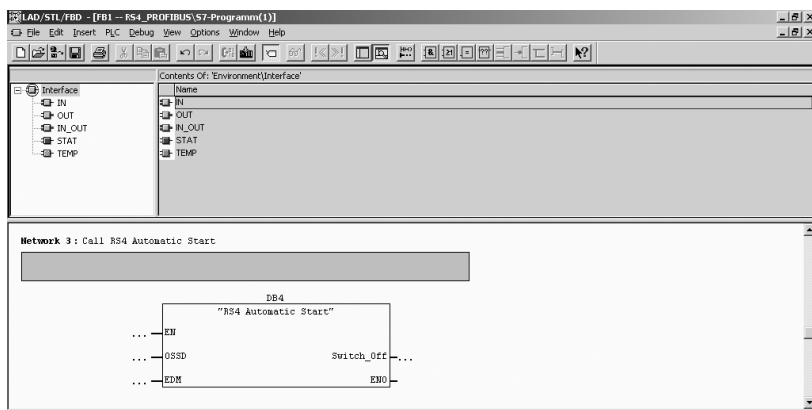 LAD/STL/FBD - [FB1 -- RS4_PROFIBUS\S7-Programm(1)]
File Edit Insert PLC Debug View Options Window Help
Contents Of: 'Environment\Interface'
Interface
IN
OUT
IN_OUT
STAT
TEMP
Name
IN
OUT
IN_OUT
STAT
TEMP
Network 3 : Call RS4 Automatic Start
DB4
"RS4 Automatic Start"
... EN
... OSSD Switch_Off ...
... EDM ENO